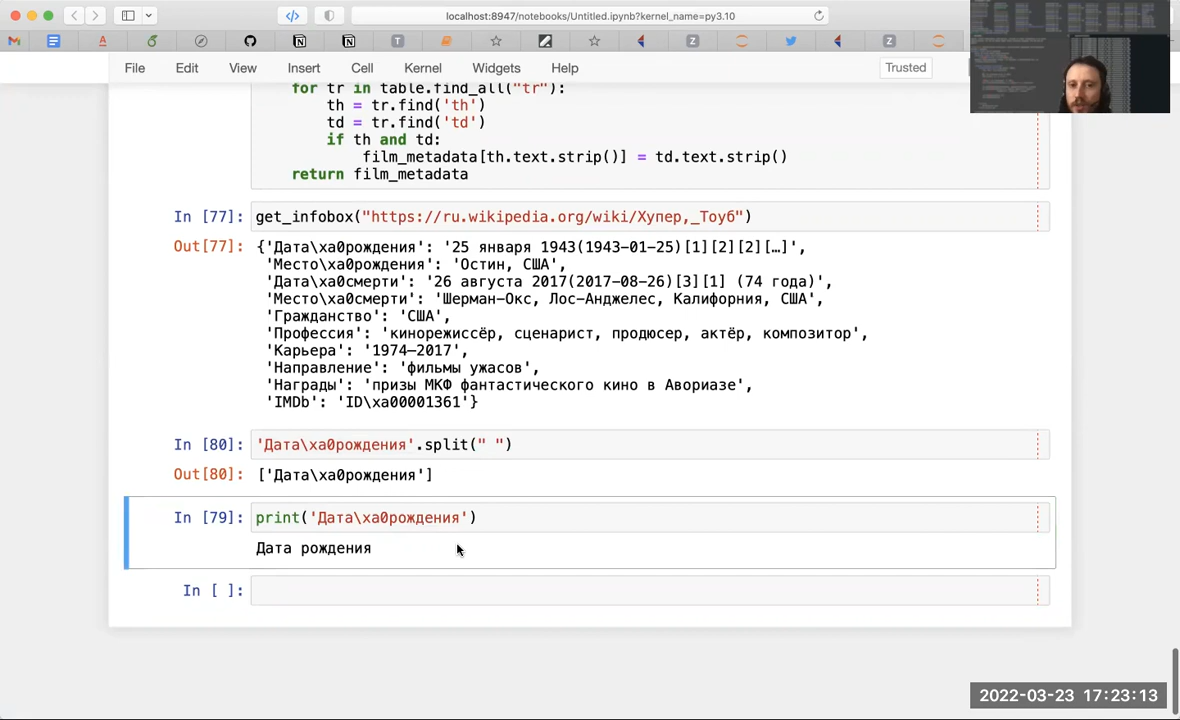 localhost:8947/notebooks/Untitled.ipynb?kernel_name=py3.10
File Edit View Insert Cell Kernel Widgets Help Trusted
for tr in table.find_all("tr"):
th = tr.find('th')
td = tr.find('td')
if th and td:
film_metadata[th.text.strip()] = td.text.strip()
return film_metadata
In [77]: get_infobox("https://ru.wikipedia.org/wiki/Хупер,_Тоуб")
Out[77]: {'Дата\xa0рождения': '25 января 1943(1943-01-25)[1][2][2][…]',
'Место\xa0рождения': 'Остин, США',
'Дата\xa0смерти': '26 августа 2017(2017-08-26)[3][1] (74 года)',
'Место\xa0смерти': 'Шерман-Окс, Лос-Анджелес, Калифорния, США',
'Гражданство': 'США',
'Профессия': 'кинорежиссёр, сценарист, продюсер, актёр, композитор',
'Карьера': '1974—2017',
'Направление': 'фильмы ужасов',
'Награды': 'призы МКФ фантастического кино в Авориазе',
'IMDb': 'ID\xa00001361'}
In [80]: 'Дата\xa0рождения'.split(" ")
Out[80]: ['Дата\xa0рождения']
In [79]: print('Дата\xa0рождения')
Дата рождения
In [ ]:
2022-03-23 17:23:13